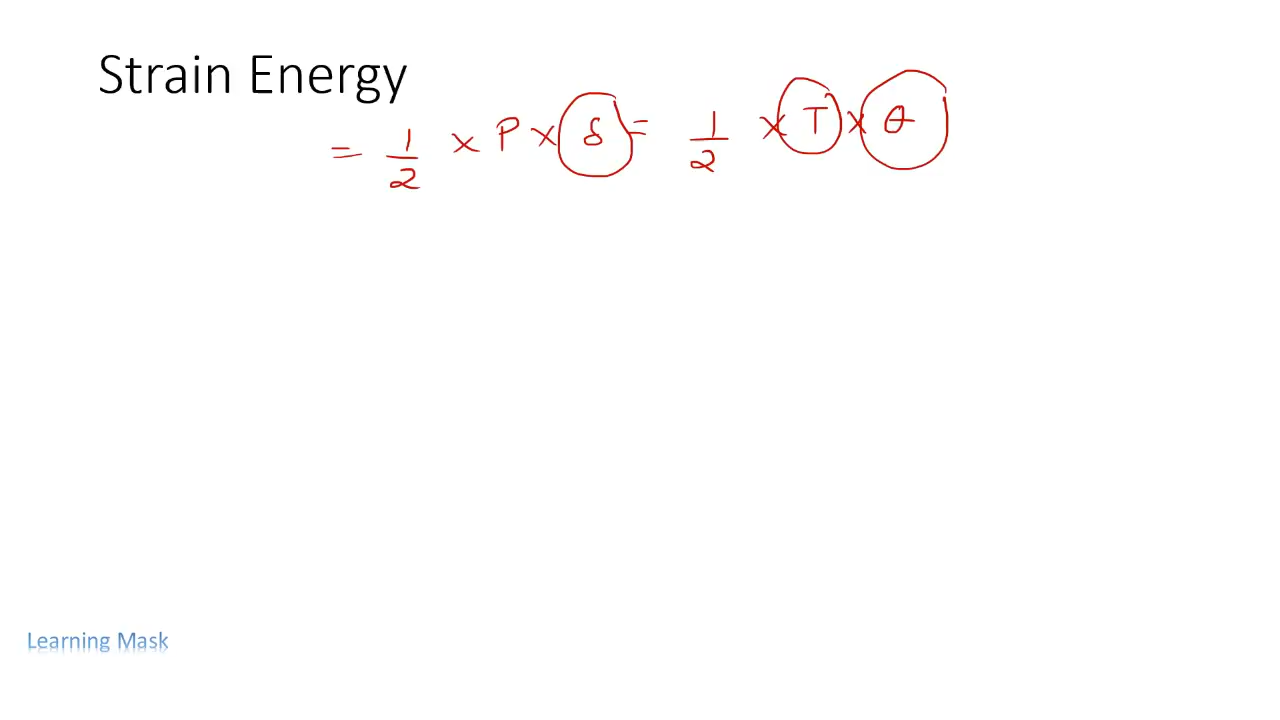 Strain Energy
= 1/2 × P × δ = 1/2 × T × θ
Learning Mask